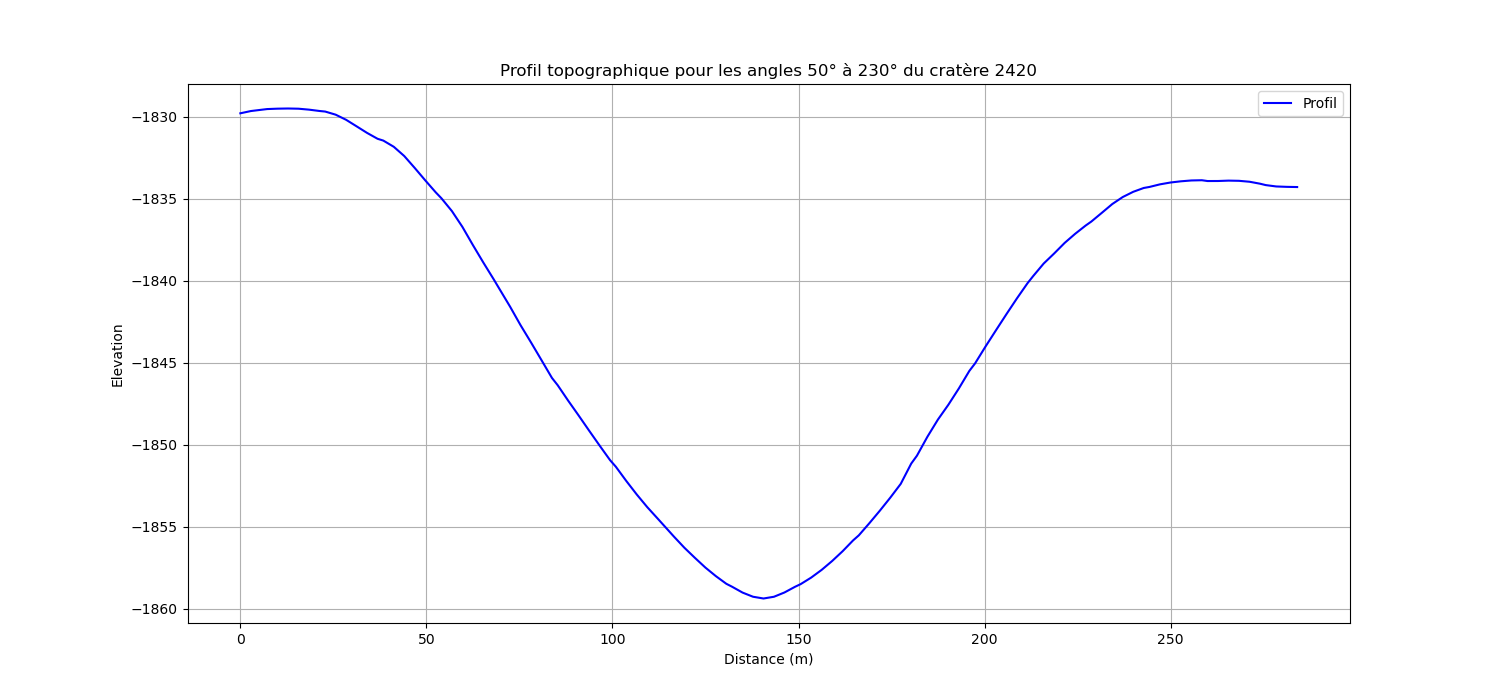 Profil topographique pour les angles 50° à 230° du cratère 2420
Profil
Elevation
−1830
−1835
−1840
−1845
−1850
−1855
−1860
0 50 100 150 200 250
Distance (m)